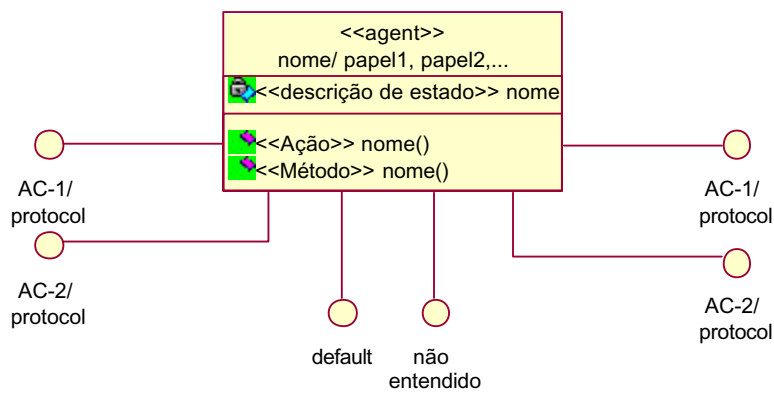 <<agent>>
nome/ papel1, papel2,...
<<descrição de estado>> nome
<<Ação>> nome()
<<Método>> nome()
AC-1/
protocol
AC-1/
protocol
AC-2/
protocol
AC-2/
protocol
default
não
entendido